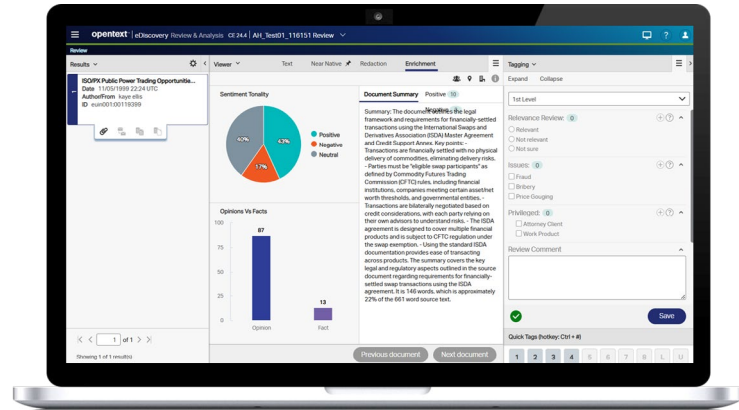 opentext™ | eDiscovery Review & Analysis CE 24.4 | AH_Test01_116151 Review
Review
Results
Viewer
Text
Near Native
Redaction
Enrichment
Tagging
ISO/PX Public Power Trading Opportunitie...
Date 11/05/1999 22:24 UTC
Author/From kaye ellis
ID euin001:00119399
1 of 1
Showing 1 of 1 result(s)
Sentiment Tonality
40%
43%
17%
Positive
Negative
Neutral
Opinions Vs Facts
100
75
50
25
0
87
13
Opinion
Fact
Document Summary
Positive 10
Negative
Summary: The document outlines the legal
framework and requirements for financially-settled
transactions using the International Swaps and
Derivatives Association (ISDA) Master Agreement
and Credit Support Annex. Key points: -
Transactions are financially settled with no physical
delivery of commodities, eliminating delivery risks.
- Parties must be "eligible swap participants" as
defined by Commodity Futures Trading
Commission (CFTC) rules, including financial
institutions, companies meeting certain asset/net
worth thresholds, and governmental entities. -
Transactions are bilaterally negotiated based on
credit considerations, with each party relying on
their own advisors to understand risks. - The ISDA
agreement is designed to cover multiple financial
products and is subject to CFTC regulation under
the swap exemption. - Using the standard ISDA
documentation provides ease of transacting
across products. The summary covers the key
legal and regulatory aspects outlined in the source
document regarding requirements for financially-
settled swap transactions using the ISDA
agreement. It is 146 words, which is approximately
22% of the 661 word source text.
Previous document
Next document
Expand
Collapse
1st Level
Relevance Review: 0
Relevant
Not relevant
Not sure
Issues: 0
Fraud
Bribery
Price Gouging
Privileged: 0
Attorney Client
Work Product
Review Comment
Save
Quick Tags (hotkey: Ctrl + #)
1 2 3 4 5 6 7 8 L U